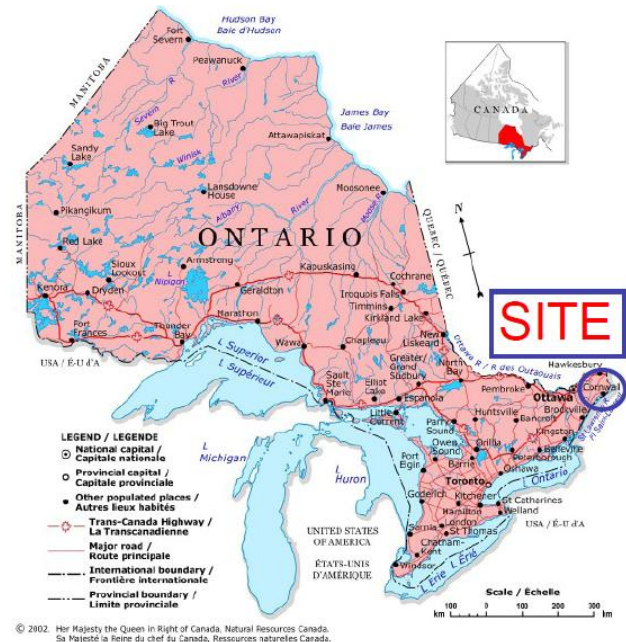 Hudson Bay
Baie d'Hudson
Fort
Severn
Peawanuck
MANITOBA
Severn R
River
James Bay
Baie James
CANADA
Big Trout
Lake
Winisk
Attawapiskat
Sandy
Lake
Lansdowne
House
Moosonee
Albany
River
Moose R
Pikangikum
MANITOBA
ONTARIO
QUEBEC / QUÉBEC
N
Red Lake
Sioux
Lookout
Armstrong
L
Nipigon
Kapuskasing
Cochrane
Kenora
Dryden
Geraldton
Iroquois Falls
Timmins
Kirkland Lake
SITE
Fort
Frances
Thunder
Bay
Marathon
Wawa
Chapleau
New
Liskeard
USA / É-U d'A
L Superior
L Supérieur
Ottawa R / R des Outaouais
Hawkesbury
Greater/
Grand
Sudbury
North
Bay
Pembroke
Ottawa
Cornwall
Sault
Ste
Marie
Elliot
Lake
Espanola
Little
Current
Huntsville
Bancroft
Brockville
Parry
Sound
Owen
Sound
Orillia
Kingston
Belleville
Peterborough
Barrie
Oshawa
Port
Elgin
L
Michigan
L
Huron
Toronto
L Ontario
Goderich
Kitchener
Hamilton
St Catharines
Welland
London
St Thomas
Sarnia
USA / É-U d'A
Chatham-
Kent
Windsor
L Erie L Érié
UNITED STATES
OF AMERICA
ÉTATS-UNIS
D'AMÉRIQUE
LEGEND / LEGENDE
National capital /
Capitale nationale
Provincial capital /
Capitale provinciale
Other populated places /
Autres lieux habités
Trans-Canada Highway /
La Transcanadienne
Major road /
Route principale
International boundary /
Frontière internationale
Provincial boundary /
Limite provinciale
Scale / Échelle
100 0 100 200 300
km km
© 2002. Her Majesty the Queen in Right of Canada, Natural Resources Canada.
Sa Majesté la Reine du chef du Canada, Ressources naturelles Canada.